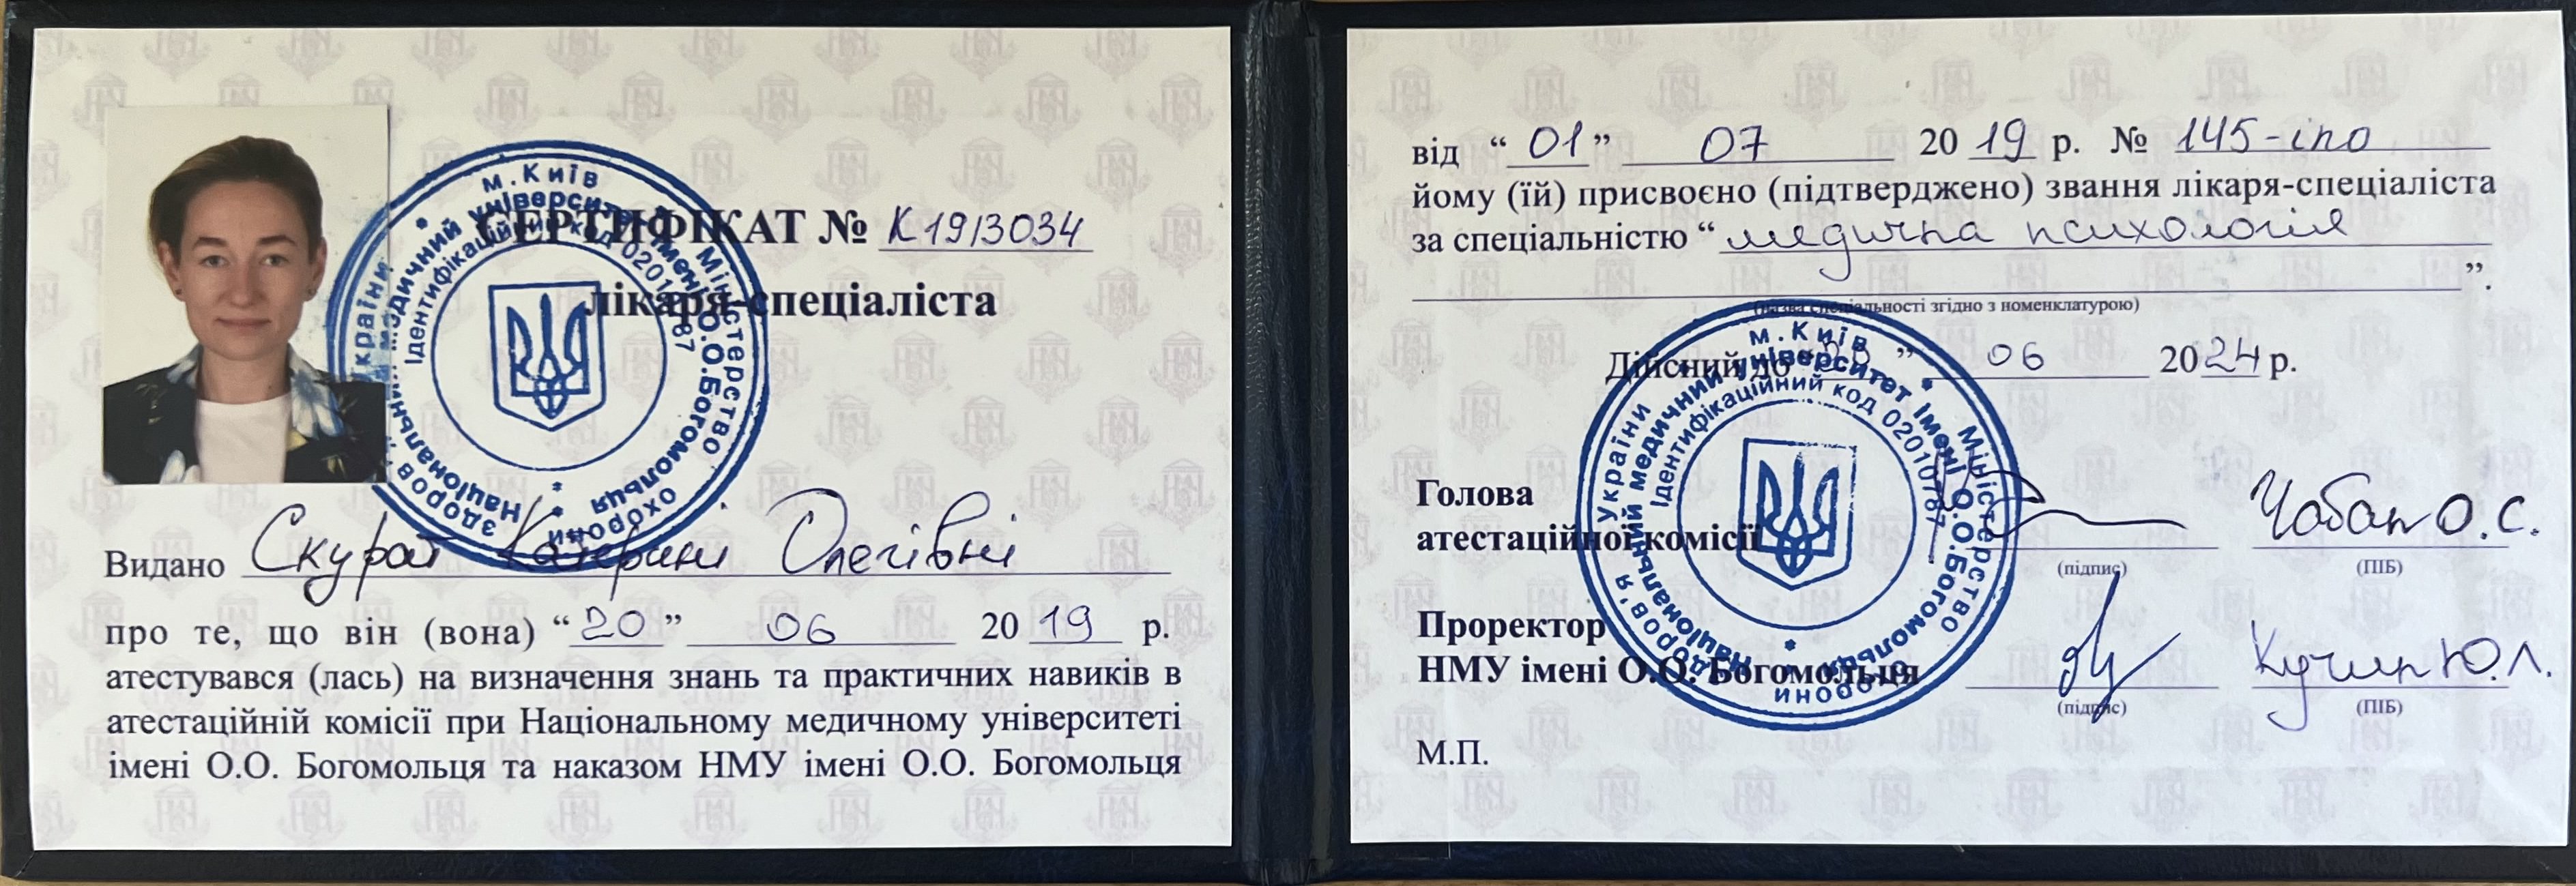 СЕРТИФІКАТ № К19/3034
лікаря-спеціаліста
Видано Скурат Катерині Олегівні
про те, що він (вона) “20” 06 2019 р.
атестувався (лась) на визначення знань та практичних навиків в
атестаційній комісії при Національному медичному університеті
імені О.О. Богомольця та наказом НМУ імені О.О. Богомольця
м.Київ
Міністерство охорони здоров'я України
Національний медичний університет імені О.О.Богомольця
Ідентифікаційний код 02010787
від “01” 07 2019 р. № 145-іпо
йому (їй) присвоєно (підтверджено) звання лікаря-спеціаліста
за спеціальністю “медична психологія
”.
(назва спеціальності згідно з номенклатурою)
Дійсний до “ ” 06 2024 р.
Голова
атестаційної комісії Чабан О.С.
(підпис) (ПІБ)
Проректор
НМУ імені О.О. Богомольця Кучин Ю.Л.
(підпис) (ПІБ)
М.П.
м.Київ
Міністерство охорони здоров'я України
Національний медичний університет імені О.О.Богомольця
Ідентифікаційний код 02010787